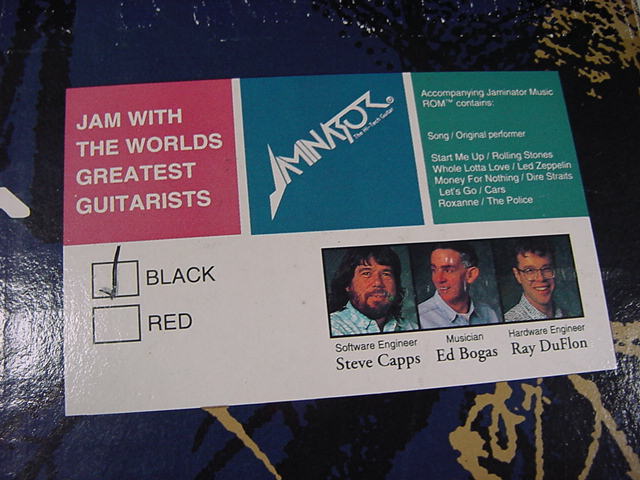 JAM WITH
THE WORLDS
GREATEST
GUITARISTS
JAMINATOR
The Hi-Tech Guitar
Accompanying Jaminator Music
ROM™ contains:
Song / Original performer
Start Me Up / Rolling Stones
Whole Lotta Love / Led Zeppelin
Money For Nothing / Dire Straits
Let's Go / Cars
Roxanne / The Police
BLACK
RED
Software Engineer
Steve Capps
Musician
Ed Bogas
Hardware Engineer
Ray DuFlon